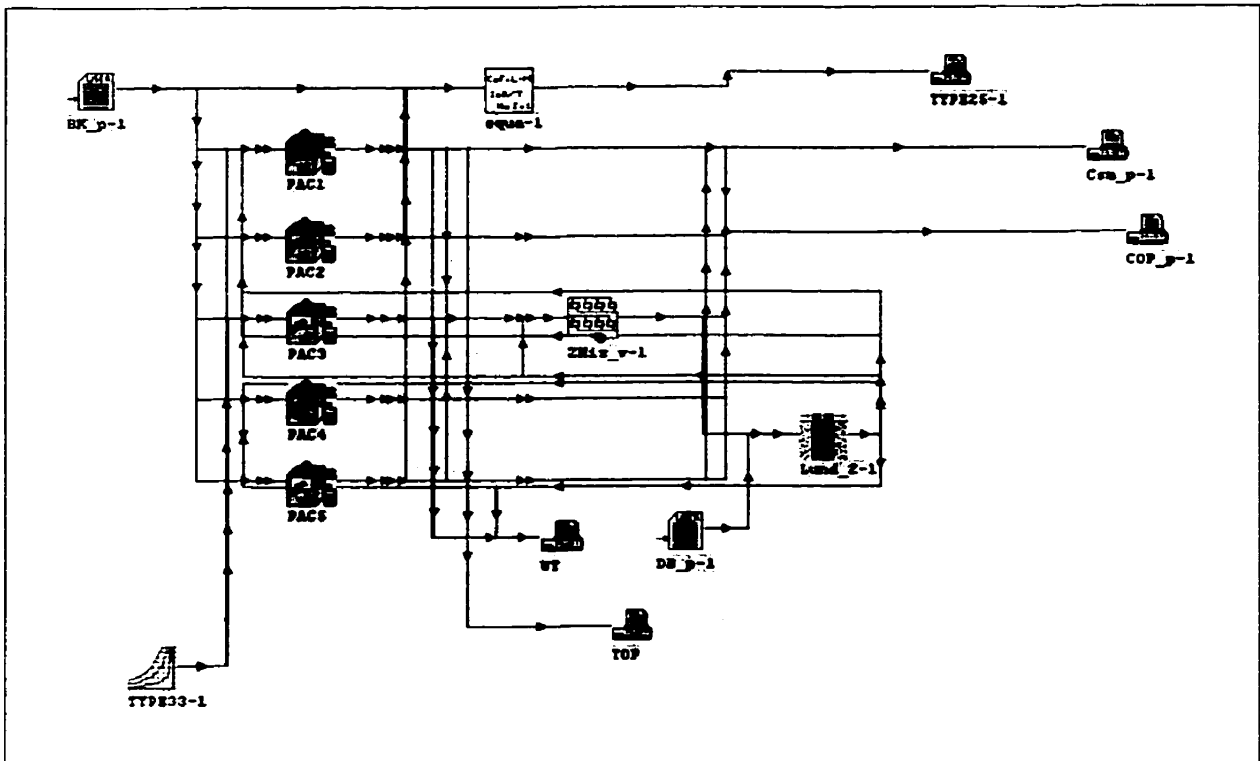 TYPE25-1
BK_p-1
equa-1
Csm_p-1
PAC1
COP_p-1
PAC2
PAC3
ZMix_v-1
PAC4
Lund_2-1
PAC5
WT
DB_p-1
TOP
TYPE33-1